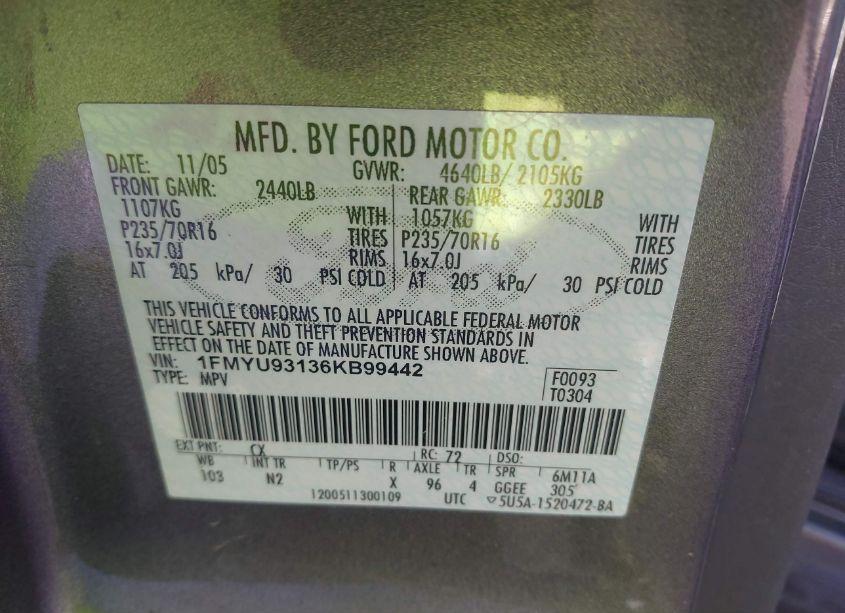 MFD. BY FORD MOTOR CO.
DATE: 11/05 GVWR: 4640LB/ 2105KG
FRONT GAWR: 2440LB REAR GAWR: 2330LB
1107KG WITH 1057KG WITH
P235/70R16 TIRES P235/70R16 TIRES
16x7.0J RIMS 16x7.0J RIMS
AT 205 kPa/ 30 PSI COLD AT 205 kPa/ 30 PSI COLD
THIS VEHICLE CONFORMS TO ALL APPLICABLE FEDERAL MOTOR
VEHICLE SAFETY AND THEFT PREVENTION STANDARDS IN
EFFECT ON THE DATE OF MANUFACTURE SHOWN ABOVE.
VIN: 1FMYU93136KB99442 F0093
TYPE: MPV T0304
EXT PNT: CX RC: 72 DSO:
WB INT TR TP/PS R AXLE TR SPR 6M11A
103 N2 X 96 4 GGEE 305
1200511300109 UTC ▽5U5A-1520472-BA